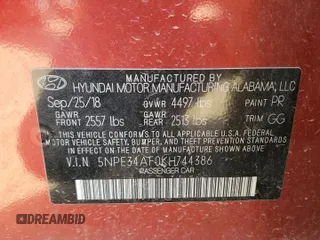 MANUFACTURED BY
HYUNDAI MOTOR MANUFACTURING ALABAMA, LLC
Sep/25/18 GVWR 4497 lbs PAINT PR
GAWR FRONT 2557 lbs GAWR REAR 2513 lbs TRIM GG
THIS VEHICLE CONFORMS TO ALL APPLICABLE FEDERAL
MOTOR VEHICLE SAFETY, BUMPER, AND THEFT PREVENTION
STANDARDS IN EFFECT ON THE DATE OF MANUFACTURE
SHOWN ABOVE.
V.I.N 5NPE34AF0KH744386
PASSENGER CAR
DREAMBID